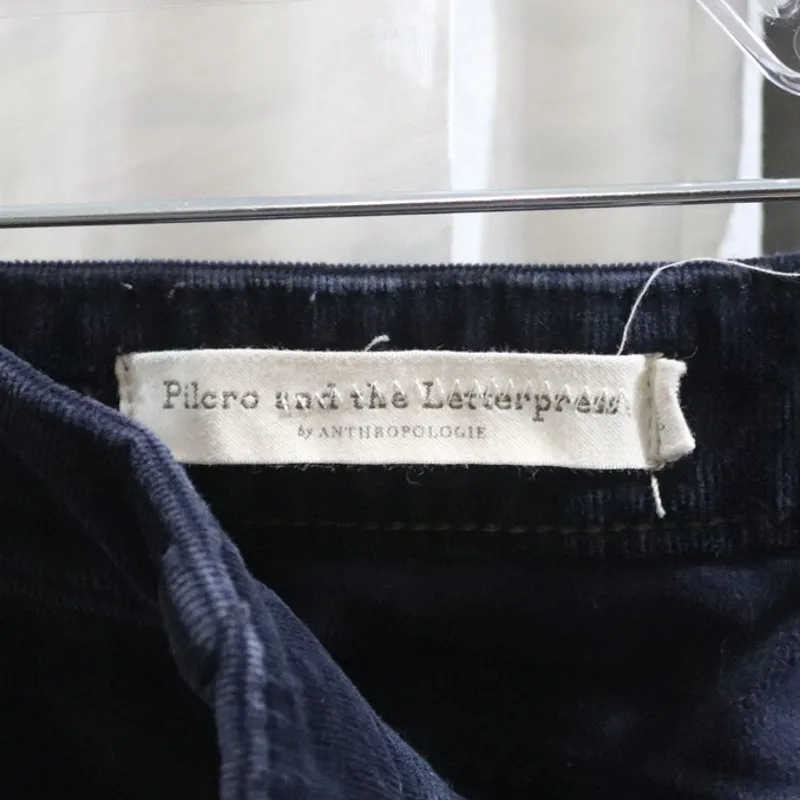 Pilcro and the Letterpress
by ANTHROPOLOGIE